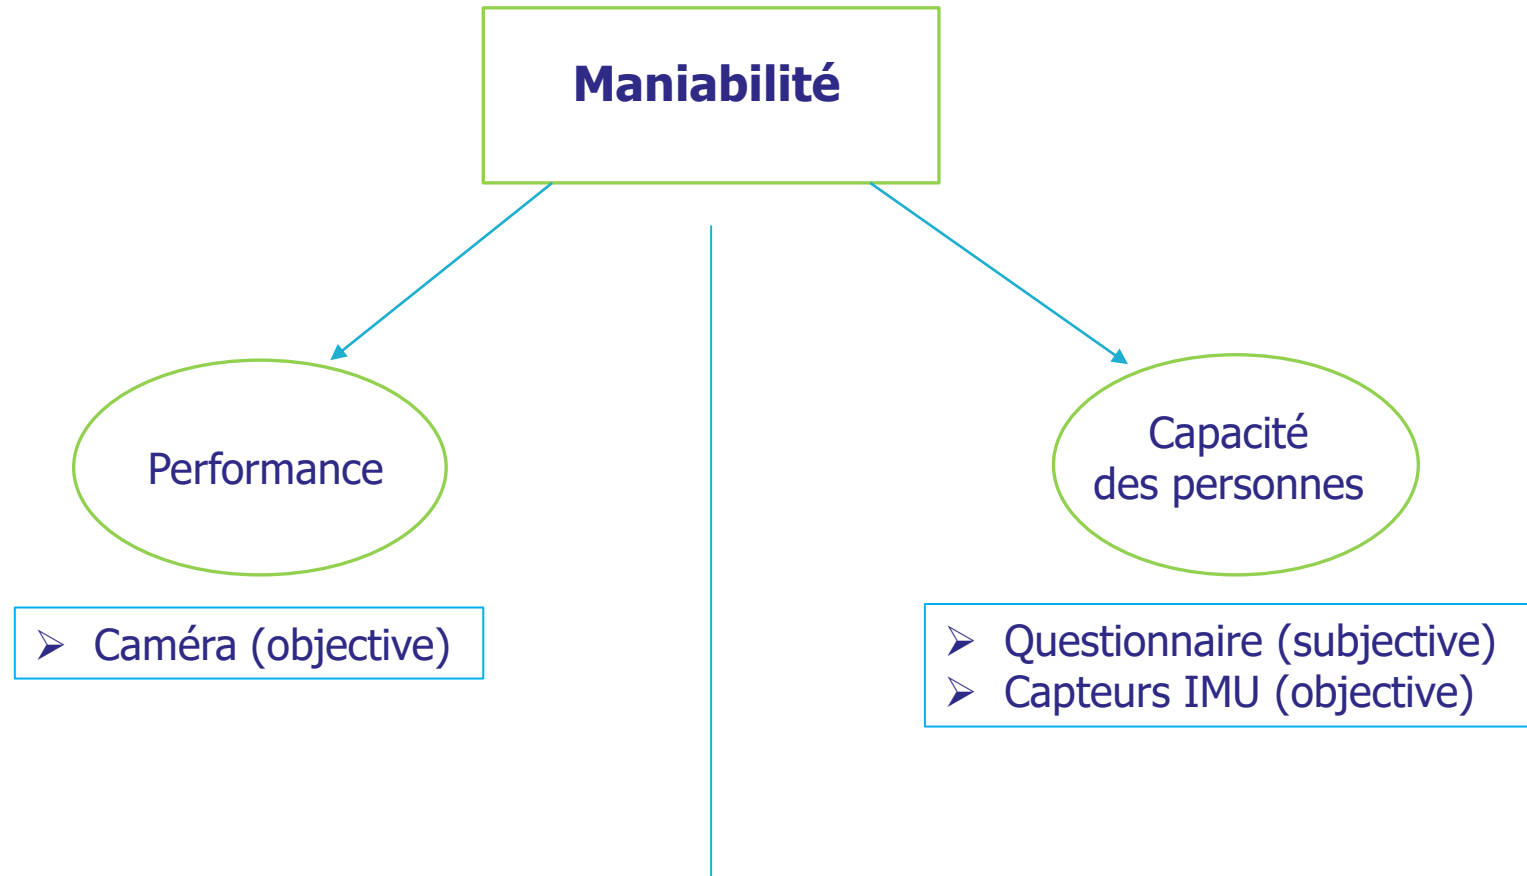 Maniabilité
Performance
Capacité
des personnes
➢ Caméra (objective)
➢ Questionnaire (subjective)
➢ Capteurs IMU (objective)